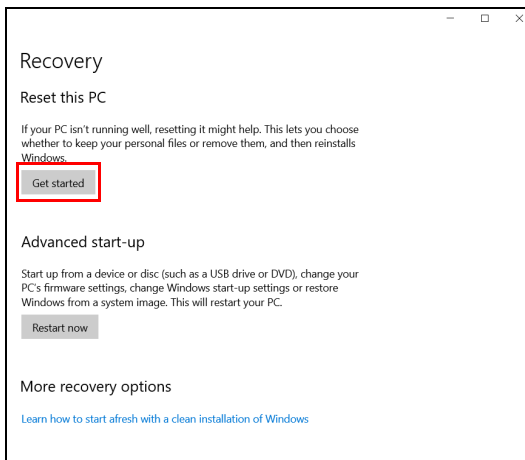 Recovery
Reset this PC
If your PC isn't running well, resetting it might help. This lets you choose
whether to keep your personal files or remove them, and then reinstalls
Windows.
Get started
Advanced start-up
Start up from a device or disc (such as a USB drive or DVD), change your
PC's firmware settings, change Windows start-up settings or restore
Windows from a system image. This will restart your PC.
Restart now
More recovery options
Learn how to start afresh with a clean installation of Windows